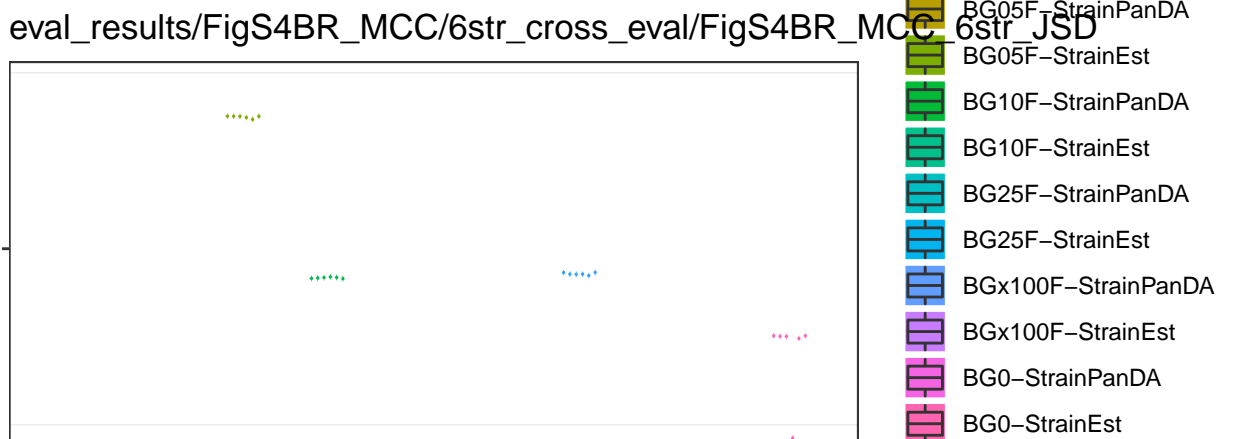 BG05F−StrainPanDA
eval_results/FigS4BR_MCC/6str_cross_eval/FigS4BR_MCC_6str_JSD
BG05F−StrainEst
BG10F−StrainPanDA
BG10F−StrainEst
BG25F−StrainPanDA
BG25F−StrainEst
BGx100F−StrainPanDA
BGx100F−StrainEst
BG0−StrainPanDA
BG0−StrainEst